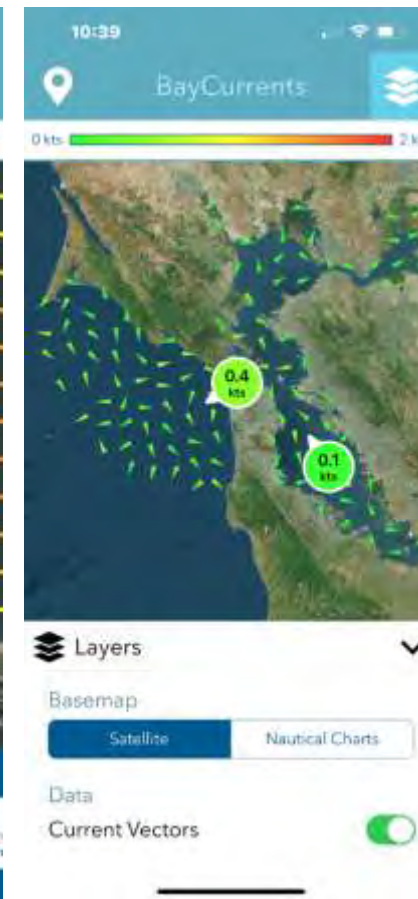 10:39
BayCurrents
0 kts
0.4
kts
0.1
kts
Layers
Basemap
Satellite
Nautical Charts
Data
Current Vectors